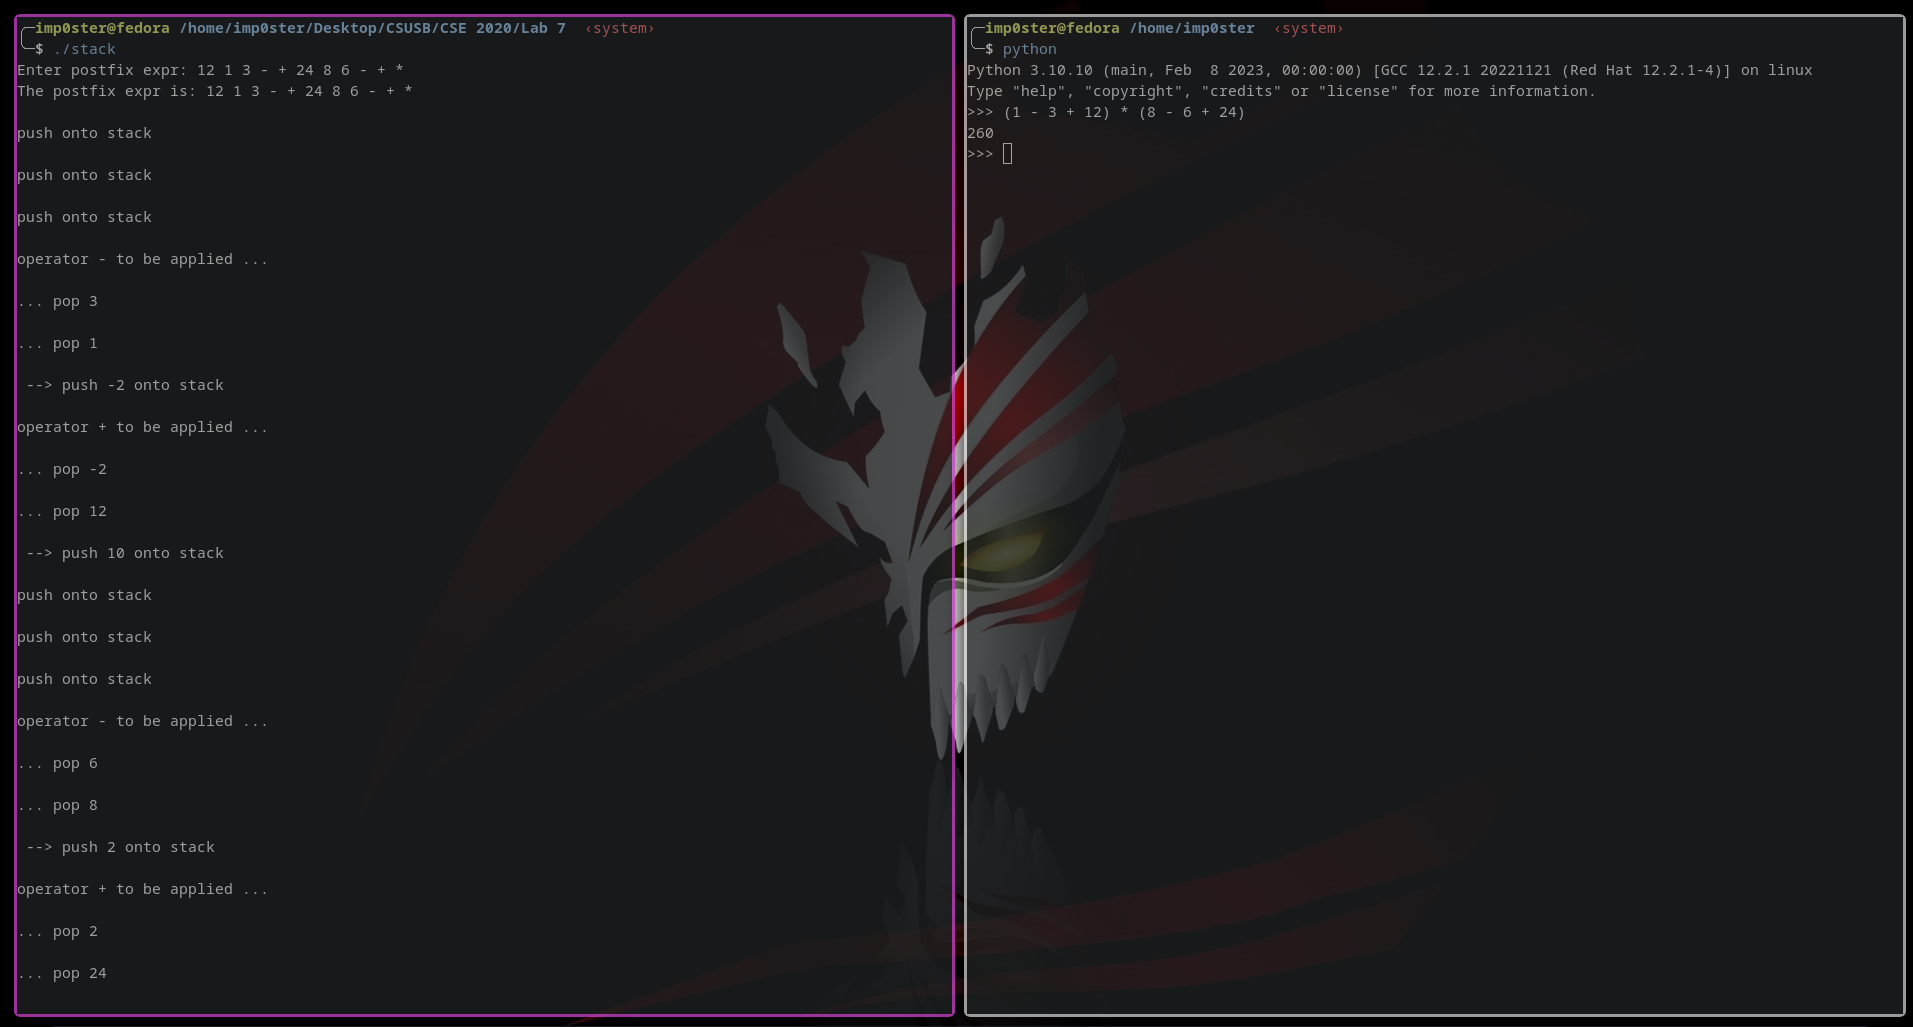 imp0ster@fedora /home/imp0ster/Desktop/CSUSB/CSE 2020/Lab 7 ‹system›
$ ./stack
Enter postfix expr: 12 1 3 - + 24 8 6 - + *
The postfix expr is: 12 1 3 - + 24 8 6 - + *
push onto stack
push onto stack
push onto stack
operator - to be applied ...
... pop 3
... pop 1
--> push -2 onto stack
operator + to be applied ...
... pop -2
... pop 12
--> push 10 onto stack
push onto stack
push onto stack
push onto stack
operator - to be applied ...
... pop 6
... pop 8
--> push 2 onto stack
operator + to be applied ...
... pop 2
... pop 24
imp0ster@fedora /home/imp0ster ‹system›
$ python
Python 3.10.10 (main, Feb  8 2023, 00:00:00) [GCC 12.2.1 20221121 (Red Hat 12.2.1-4)] on linux
Type "help", "copyright", "credits" or "license" for more information.
>>> (1 - 3 + 12) * (8 - 6 + 24)
260
>>>